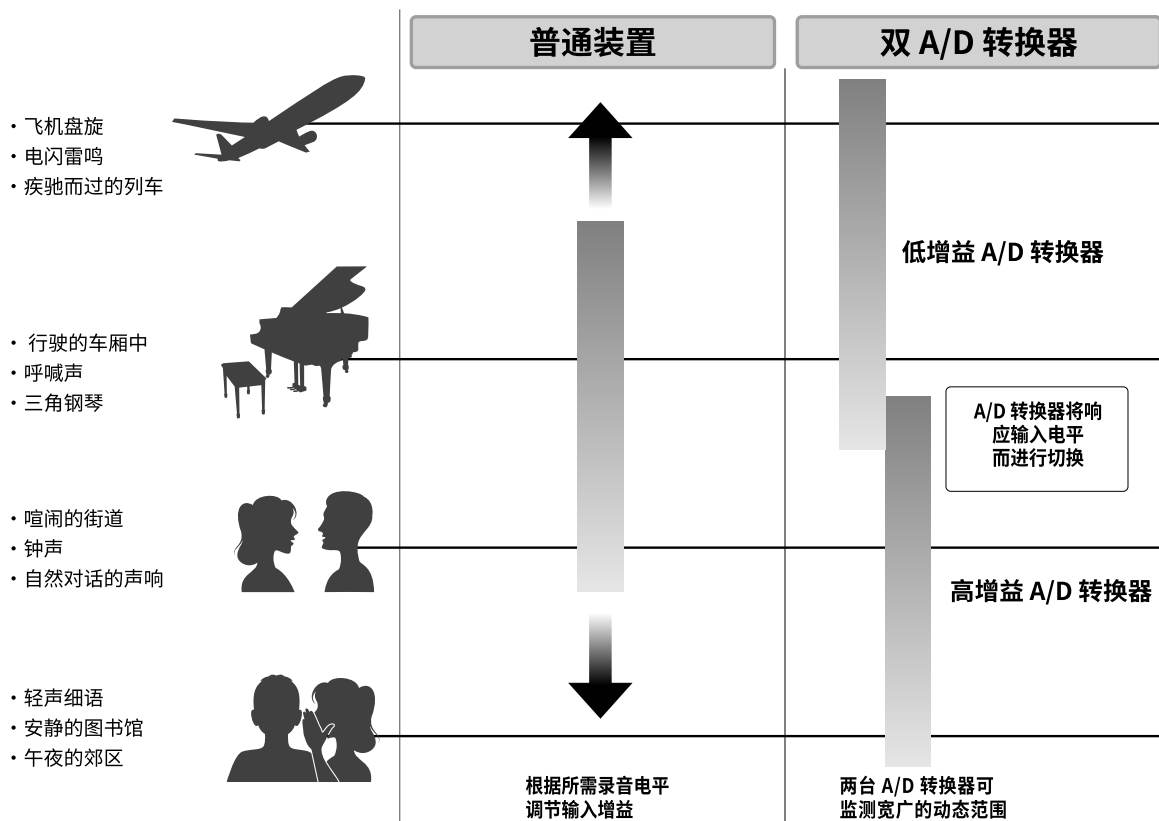 普通装置
双 A/D 转换器
・飞机盘旋
・电闪雷鸣
・疾驰而过的列车
低增益 A/D 转换器
・ 行驶的车厢中
・呼喊声
・三角钢琴
A/D 转换器将响
应输入电平
而进行切换
・喧闹的街道
・钟声
・自然对话的声响
高增益 A/D 转换器
・轻声细语
・安静的图书馆
・午夜的郊区
根据所需录音电平
调节输入增益
两台 A/D 转换器可
监测宽广的动态范围